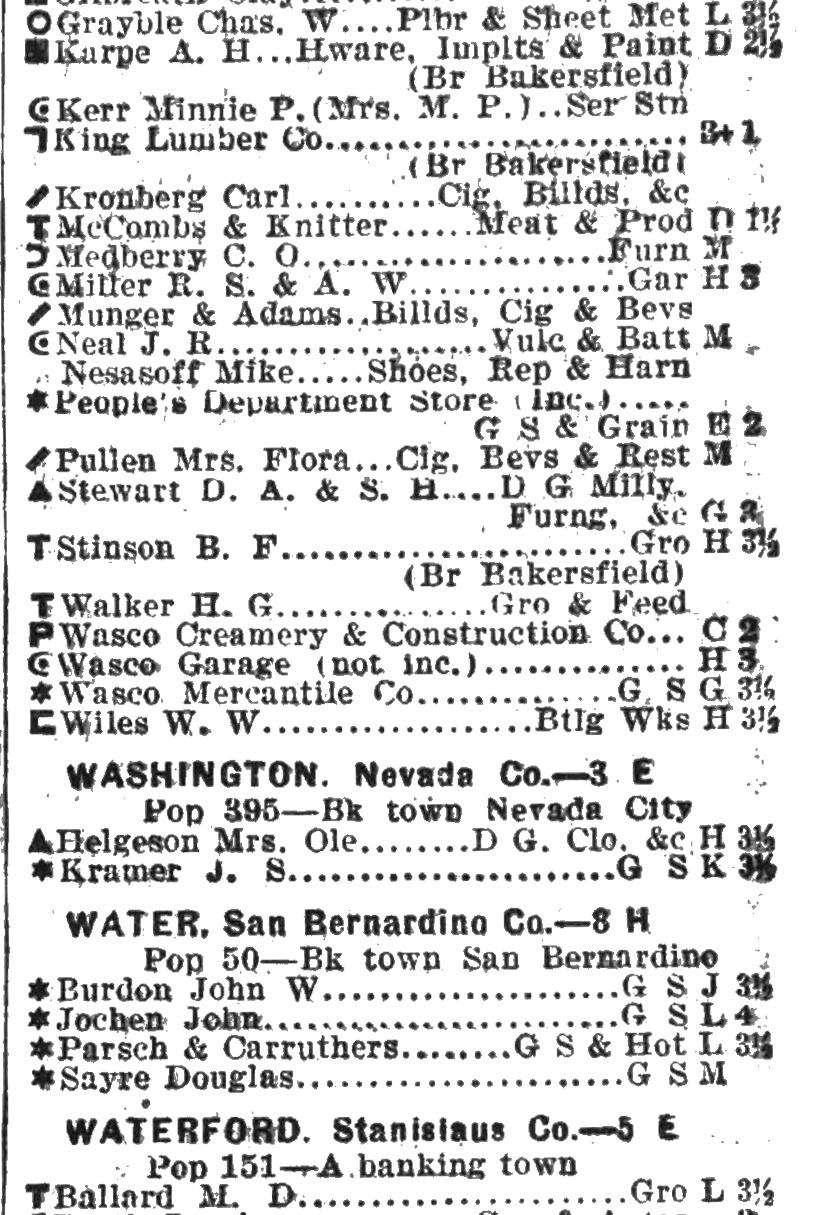 Grayble Chas. W....Plbr & Sheet Met L 3½
Karpe A. H...Hware, Implts & Paint D 2½
(Br Bakersfield)
Kerr Minnie P.(Mrs. M. P.)..Ser Stn
King Lumber Co.......................... 3+1
(Br Bakersfield)
Kronberg Carl..........Cig, Billds, &c
McCombs & Knitter......Meat & Prod D 1½
Medberry C. O.......................Furn M
Miller R. S. & A. W................Gar H 3
Munger & Adams..Billds, Cig & Bevs
Neal J. R...................Vulc & Batt M
Nesasoff Mike.....Shoes, Rep & Harn
*People's Department Store (Inc.).....
G S & Grain E 2
Pullen Mrs. Flora...Cig, Bevs & Rest M
▲Stewart D. A. & S. H....D G Milly,
Furng, &c G 3
T Stinson B. F..........................Gro H 3½
(Br Bakersfield)
T Walker H. G................Gro & Feed
P Wasco Creamery & Construction Co... C 2
Wasco Garage (not inc.)............... H 3
*Wasco Mercantile Co...............G S G 3½
Wiles W. W....................Btlg Wks H 3½
WASHINGTON, Nevada Co.—3 E
Pop 395—Bk town Nevada City
▲Helgeson Mrs. Ole........D G. Clo, &c H 3½
*Kramer J. S.........................G S K 3½
WATER, San Bernardino Co.—8 H
Pop 50—Bk town San Bernardino
*Burdon John W.......................G S J 3½
*Jochen John...........................G S L 4
*Parsch & Carruthers........G S & Hot L 3½
*Sayre Douglas.........................G S M
WATERFORD, Stanislaus Co.—5 E
Pop 151—A banking town
T Ballard M. D.........................Gro L 3½